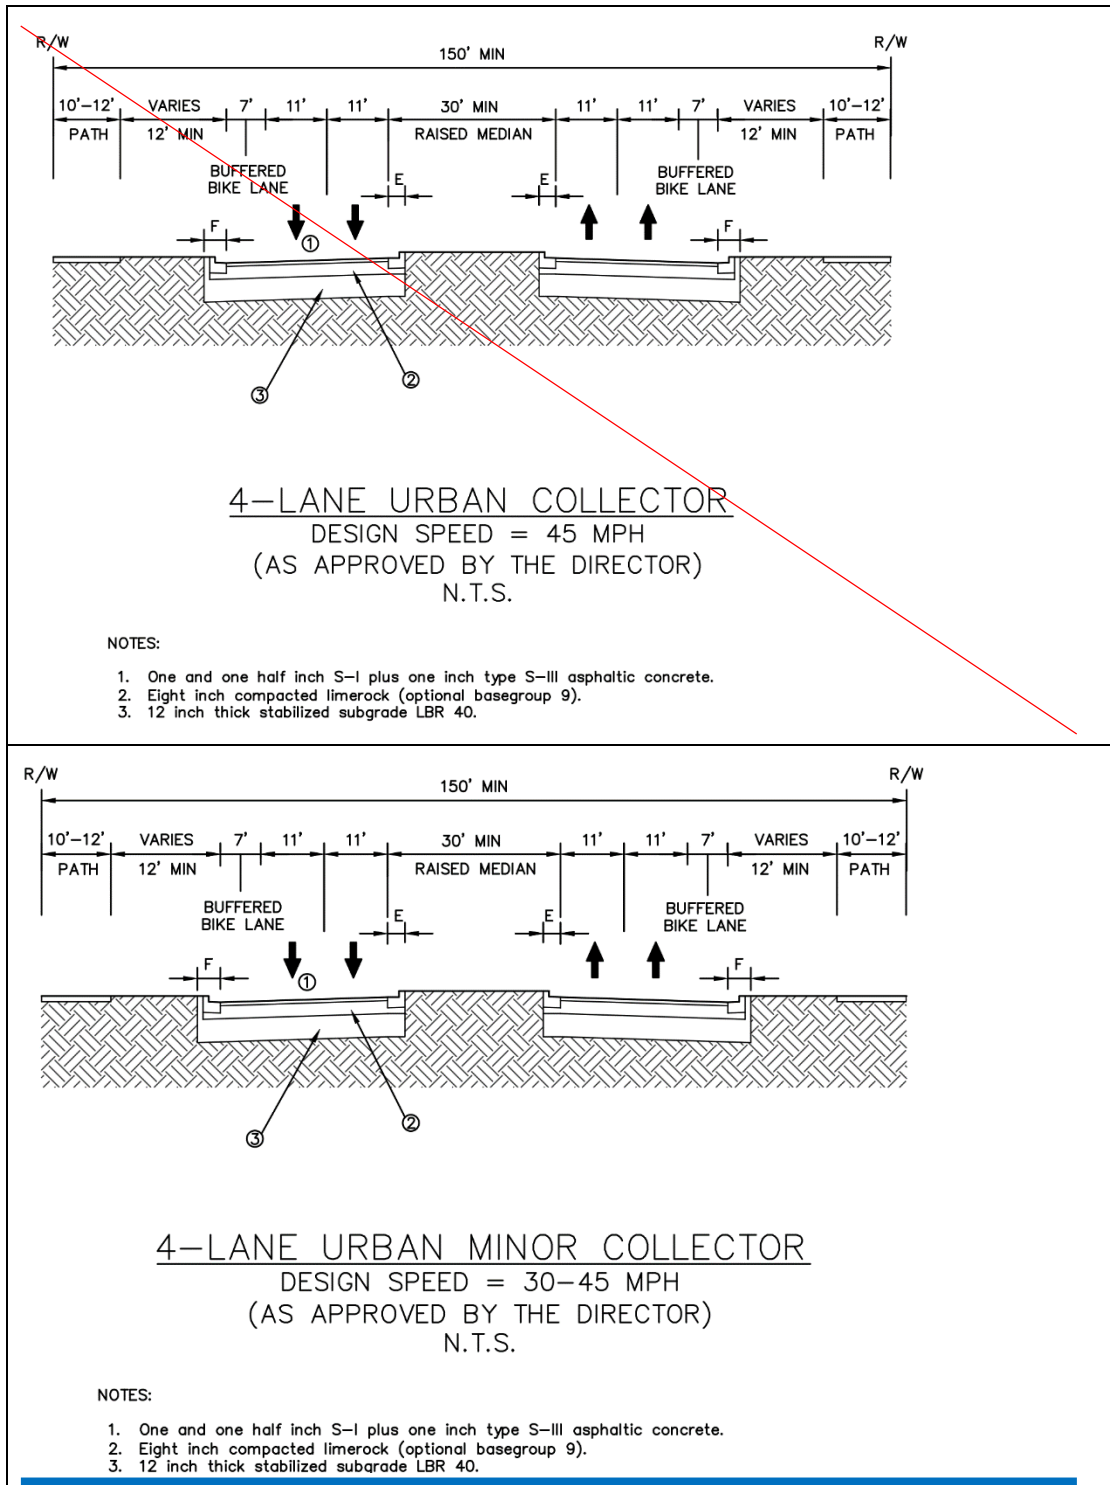 R/W R/W
150' MIN
10'-12' VARIES 7' 11' 11' 30' MIN 11' 11' 7' VARIES 10'-12'
PATH 12' MIN RAISED MEDIAN 12' MIN PATH
BUFFERED BUFFERED
BIKE LANE E E BIKE LANE
F F
①
②
③
4-LANE URBAN COLLECTOR
DESIGN SPEED = 45 MPH
(AS APPROVED BY THE DIRECTOR)
N.T.S.
NOTES:
1. One and one half inch S-I plus one inch type S-III asphaltic concrete.
2. Eight inch compacted limerock (optional basegroup 9).
3. 12 inch thick stabilized subgrade LBR 40.
R/W R/W
150' MIN
10'-12' VARIES 7' 11' 11' 30' MIN 11' 11' 7' VARIES 10'-12'
PATH 12' MIN RAISED MEDIAN 12' MIN PATH
BUFFERED BUFFERED
BIKE LANE E E BIKE LANE
F F
①
②
③
4-LANE URBAN MINOR COLLECTOR
DESIGN SPEED = 30-45 MPH
(AS APPROVED BY THE DIRECTOR)
N.T.S.
NOTES:
1. One and one half inch S-I plus one inch type S-III asphaltic concrete.
2. Eight inch compacted limerock (optional basegroup 9).
3. 12 inch thick stabilized subgrade LBR 40.